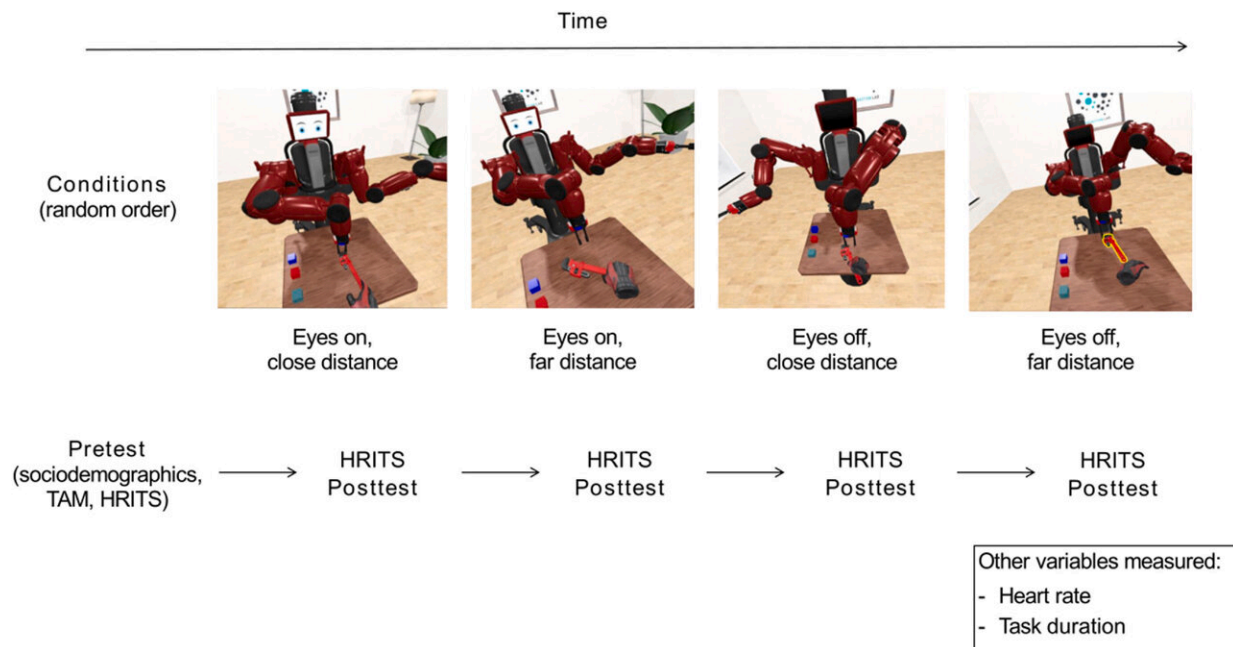 Time
Conditions
(random order)
Eyes on,
close distance
Eyes on,
far distance
Eyes off,
close distance
Eyes off,
far distance
Pretest
(sociodemographics,
TAM, HRITS)
HRITS
Posttest
HRITS
Posttest
HRITS
Posttest
HRITS
Posttest
Other variables measured:
- Heart rate
- Task duration